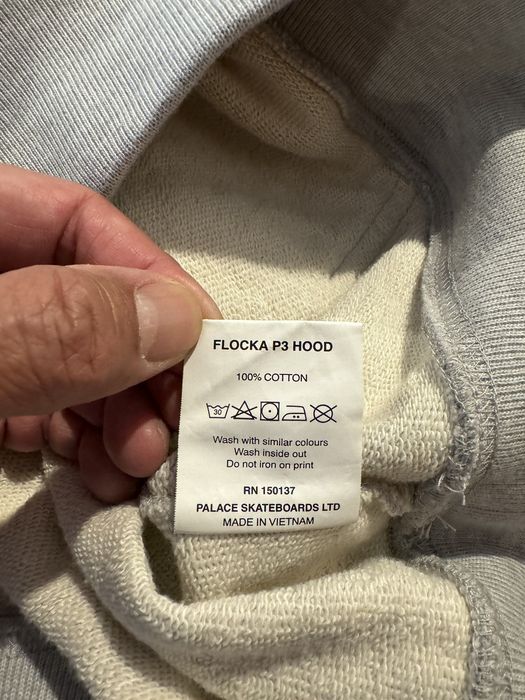 FLOCKA P3 HOOD
100% COTTON
30
Wash with similar colours
Wash inside out
Do not iron on print
RN 150137
PALACE SKATEBOARDS LTD
MADE IN VIETNAM